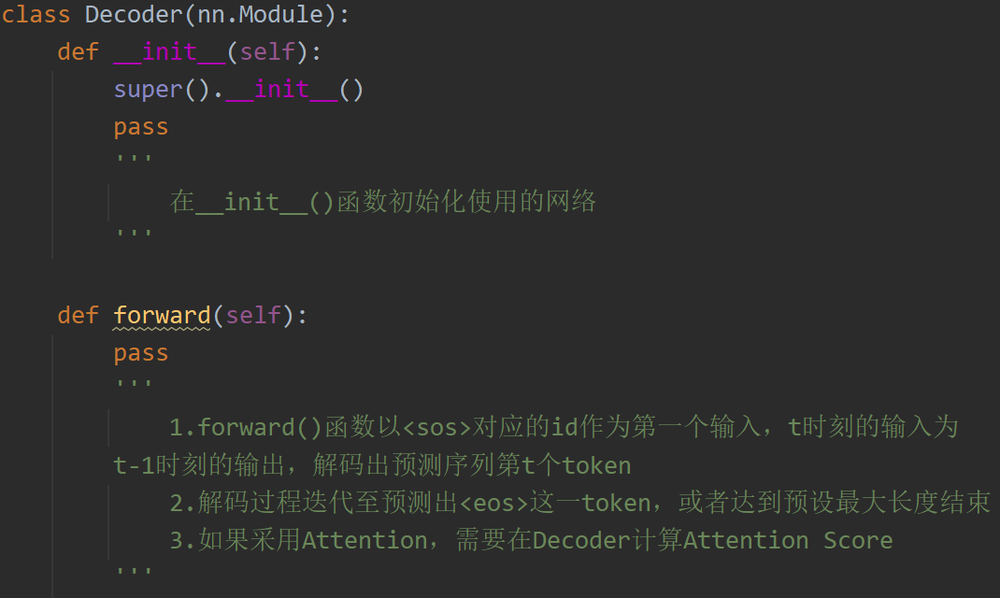 class Decoder(nn.Module):
    def __init__(self):
        super().__init__()
        pass
        '''
            在__init__()函数初始化使用的网络
        '''
    def forward(self):
        pass
        '''
            1.forward()函数以<sos>对应的id作为第一个输入，t时刻的输入为
        t-1时刻的输出，解码出预测序列第t个token
            2.解码过程迭代至预测出<eos>这一token，或者达到预设最大长度结束
            3.如果采用Attention，需要在Decoder计算Attention Score
        '''